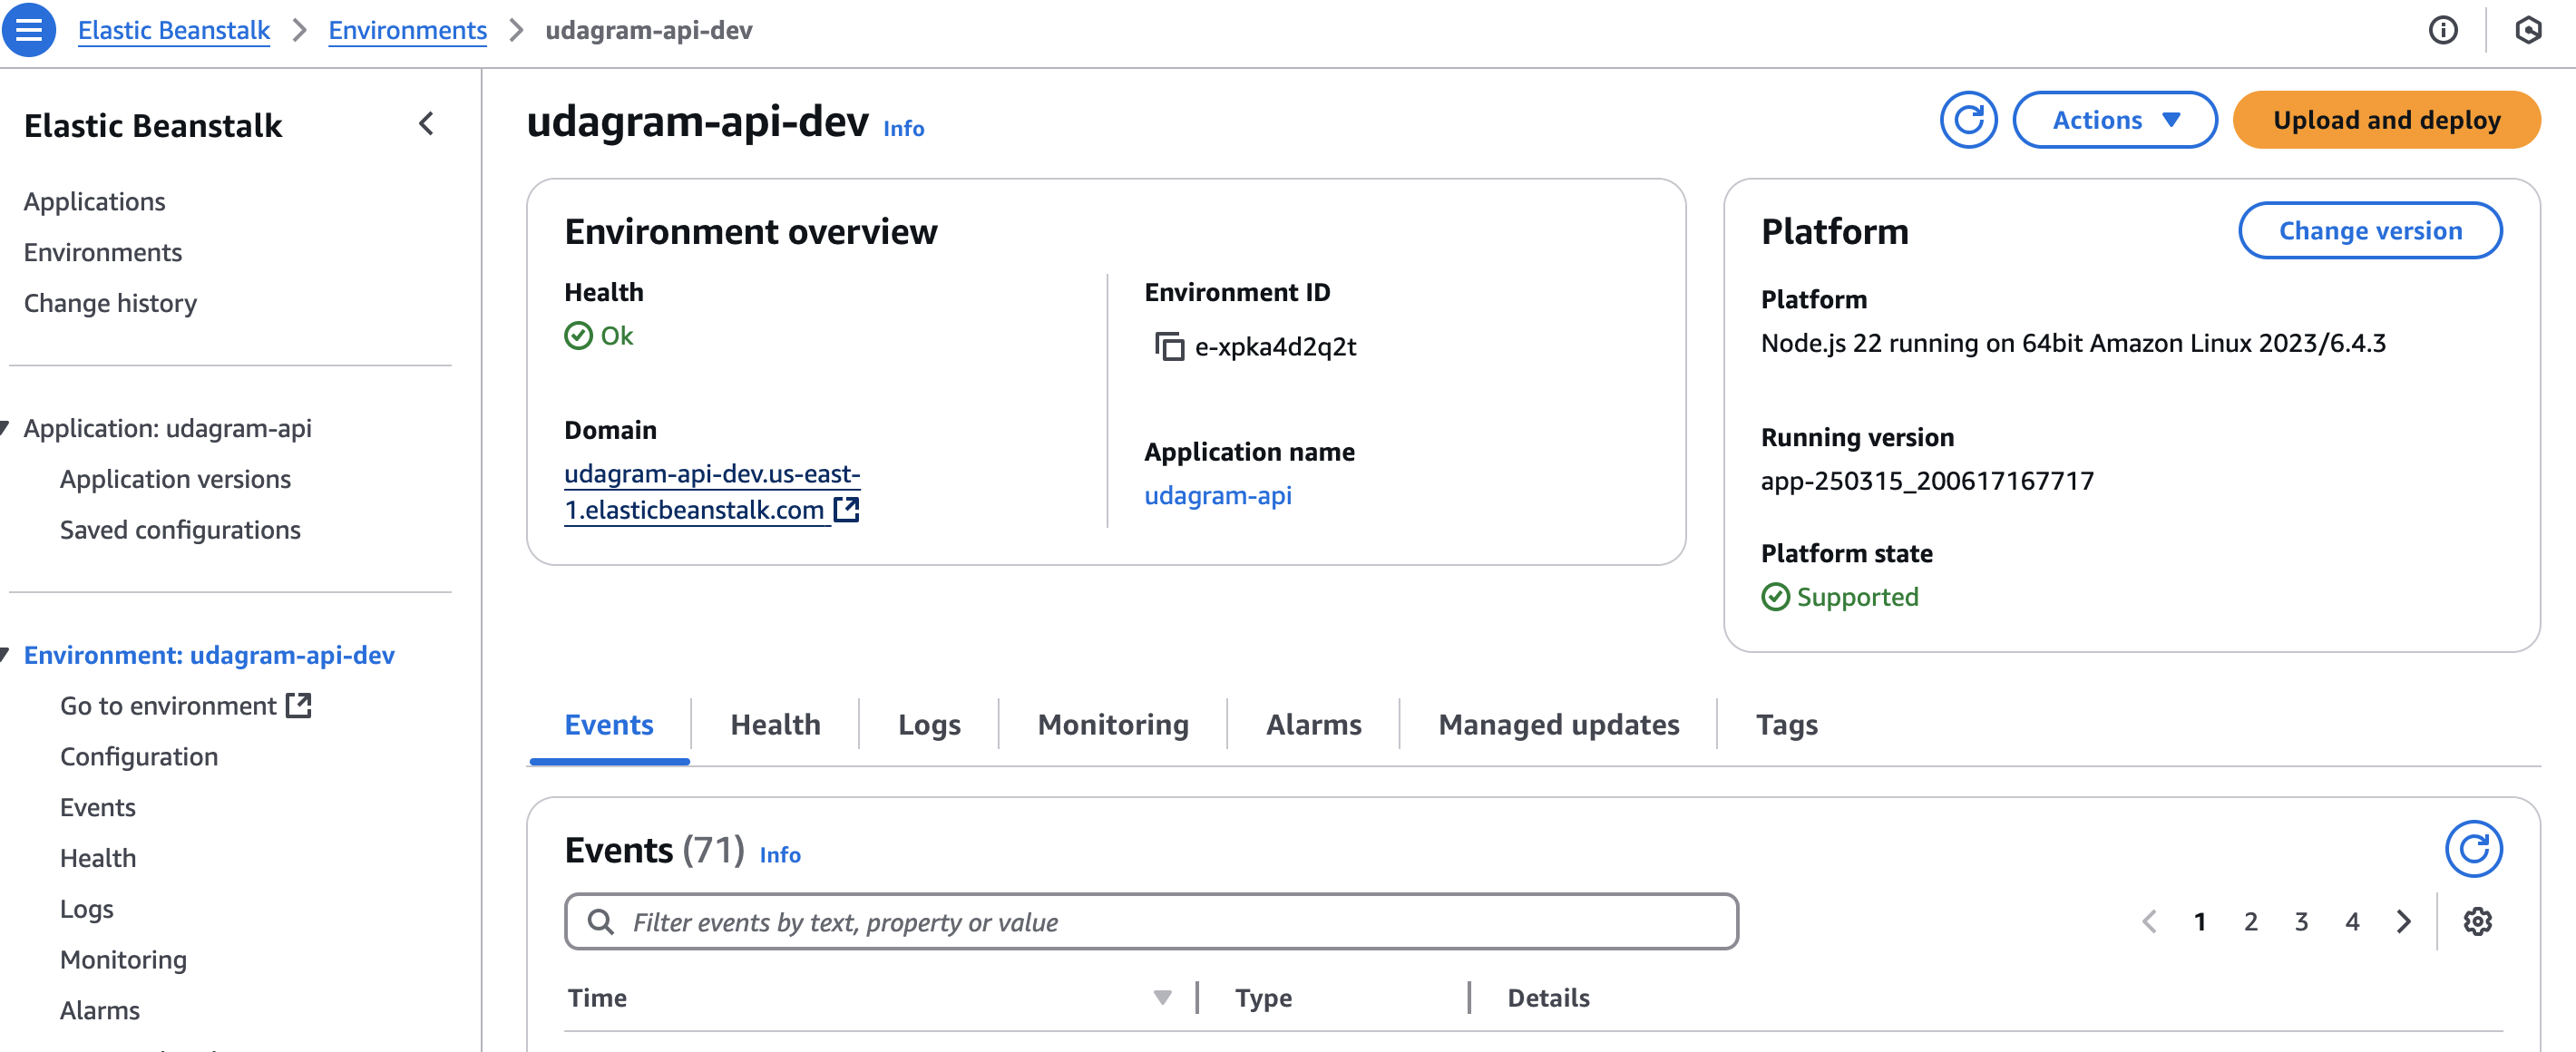 Elastic Beanstalk > Environments > udagram-api-dev
Elastic Beanstalk
Applications
Environments
Change history
Application: udagram-api
Application versions
Saved configurations
Environment: udagram-api-dev
Go to environment
Configuration
Events
Health
Logs
Monitoring
Alarms
udagram-api-dev Info
Actions
Upload and deploy
Environment overview
Health
Ok
Domain
udagram-api-dev.us-east-
1.elasticbeanstalk.com
Environment ID
e-xpka4d2q2t
Application name
udagram-api
Platform
Change version
Platform
Node.js 22 running on 64bit Amazon Linux 2023/6.4.3
Running version
app-250315_200617167717
Platform state
Supported
Events Health Logs Monitoring Alarms Managed updates Tags
Events (71) Info
Filter events by text, property or value
1 2 3 4
Time Type Details